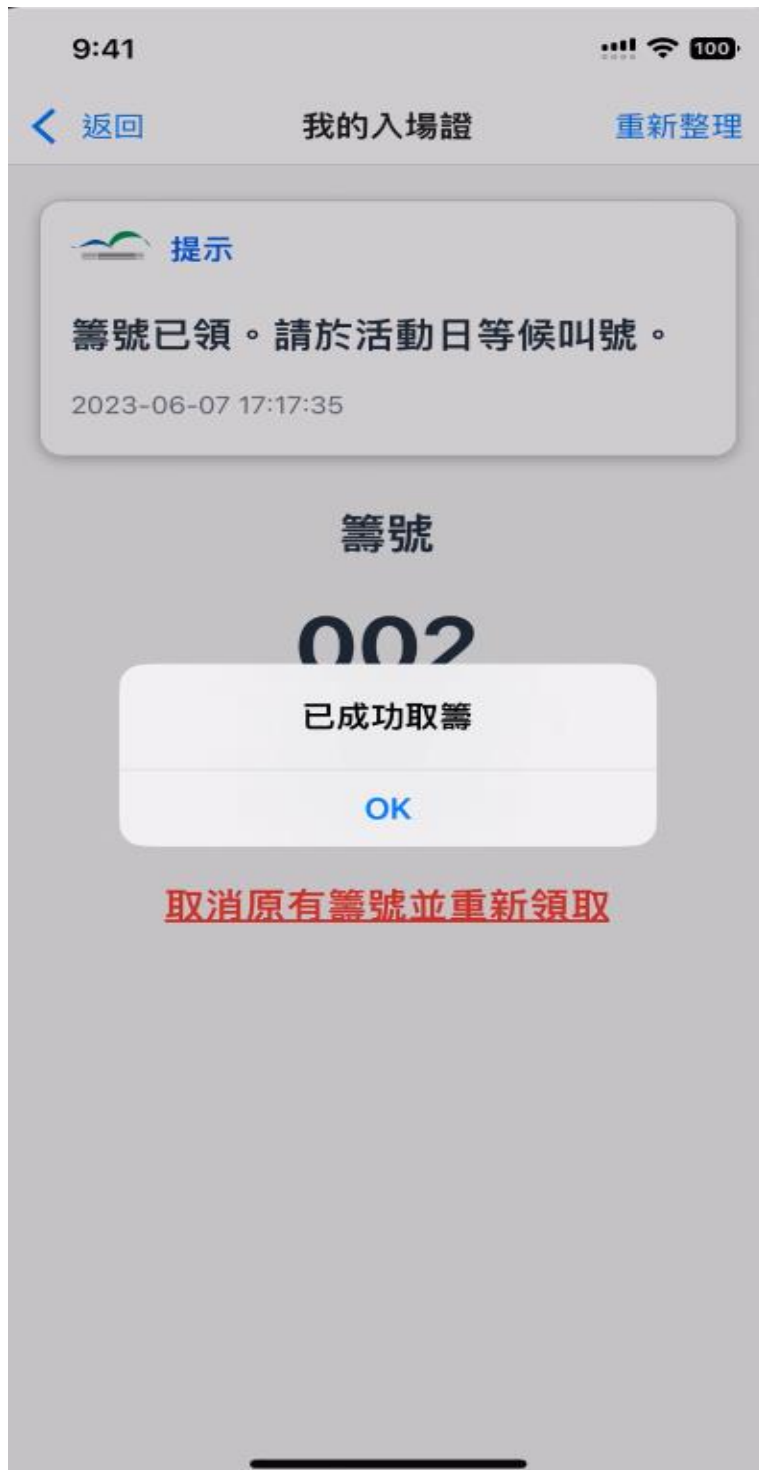 9:41
100
返回
我的入場證
重新整理
提示
籌號已領。請於活動日等候叫號。
2023-06-07 17:17:35
籌號
002
已成功取籌
OK
取消原有籌號並重新領取